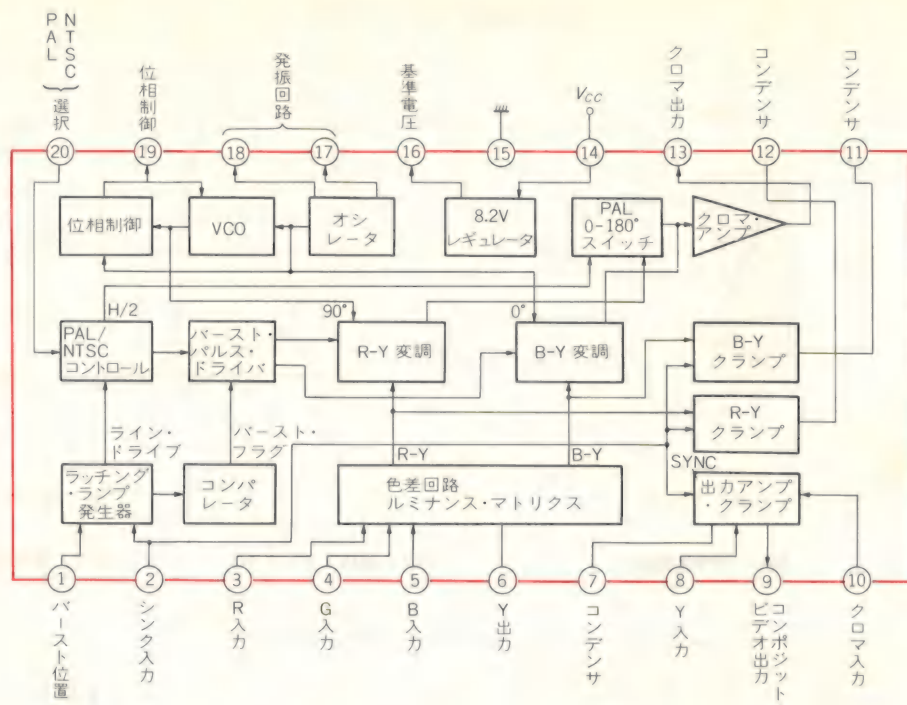 PAL
NTSC
選択
位相制御
発振回路
基準電圧
VCC
クロマ出力
コンデンサ
コンデンサ
20
19
18
17
16
15
14
13
12
11
位相制御
VCO
オシ
レータ
8.2V
レギュレータ
PAL
0-180°
スイッチ
クロマ・
アンプ
H/2
90°
0°
PAL/
NTSC
コントロール
バースト・
パルス・
ドライバ
R-Y 変調
B-Y 変調
B-Y
クランプ
R-Y
クランプ
ライン・
ドライブ
バースト・
フラグ
R-Y
B-Y
SYNC
ラッチング
・ランプ
発生器
コンパ
レータ
色差回路
ルミナンス・マトリクス
出力アンプ
・クランプ
1
2
3
4
5
6
7
8
9
10
バースト位置
シンク入力
R入力
G入力
B入力
Y出力
コンデンサ
Y入力
コンポジット
ビデオ出力
クロマ入力